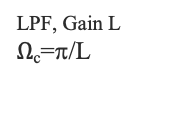 LPF, Gain L
Ωc=π/L